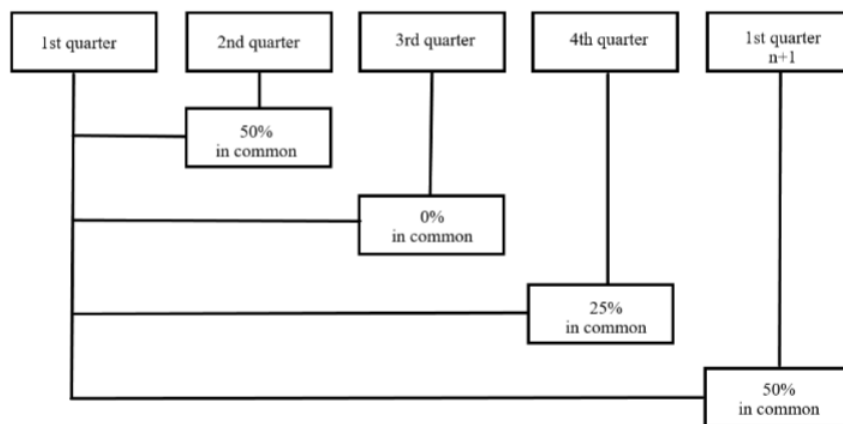 1st quarter
2nd quarter
3rd quarter
4th quarter
1st quarter
n+1
50%
in common
0%
in common
25%
in common
50%
in common